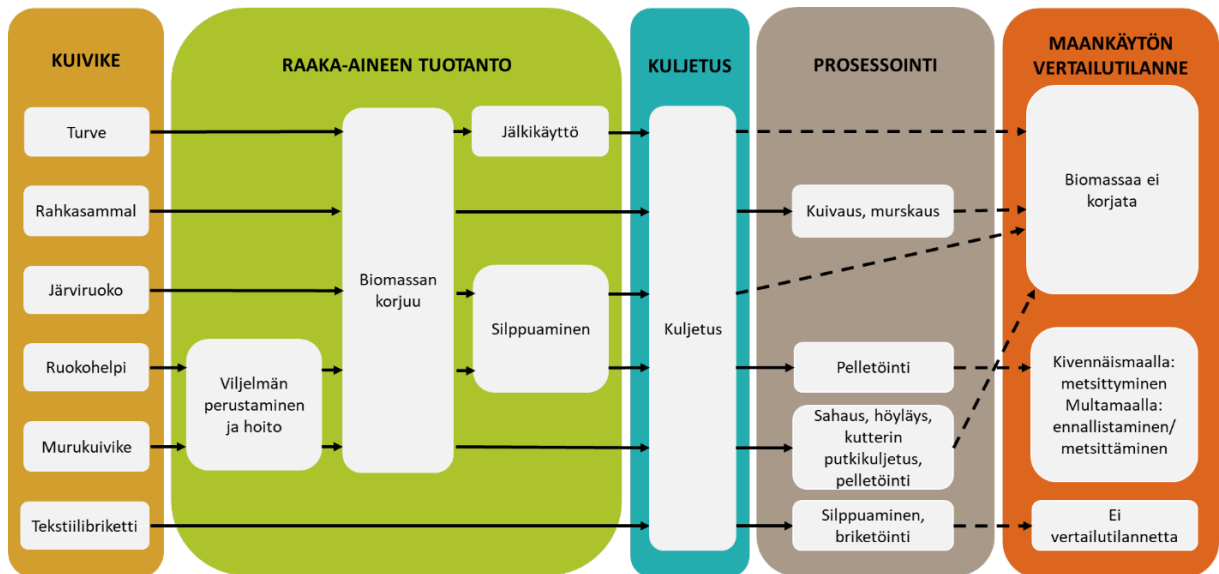 KUIVIKE
RAAKA-AINEEN TUOTANTO
KULJETUS
PROSESSOINTI
MAANKÄYTÖN
VERTAILUTILANNE
Turve
Rahkasammal
Järviruoko
Ruokohelpi
Murukuivike
Tekstiilibriketti
Viljelmän
perustaminen
ja hoito
Biomassan
korjuu
Jälkikäyttö
Silppuaminen
Kuljetus
Kuivaus, murskaus
Pelletöinti
Sahaus, höyläys,
kutterin
putkikuljetus,
pelletöinti
Silppuaminen,
briketöinti
Biomassaa ei
korjata
Kivennäismaalla:
metsittyminen
Multamaalla:
ennallistaminen/
metsittäminen
Ei
vertailutilannetta